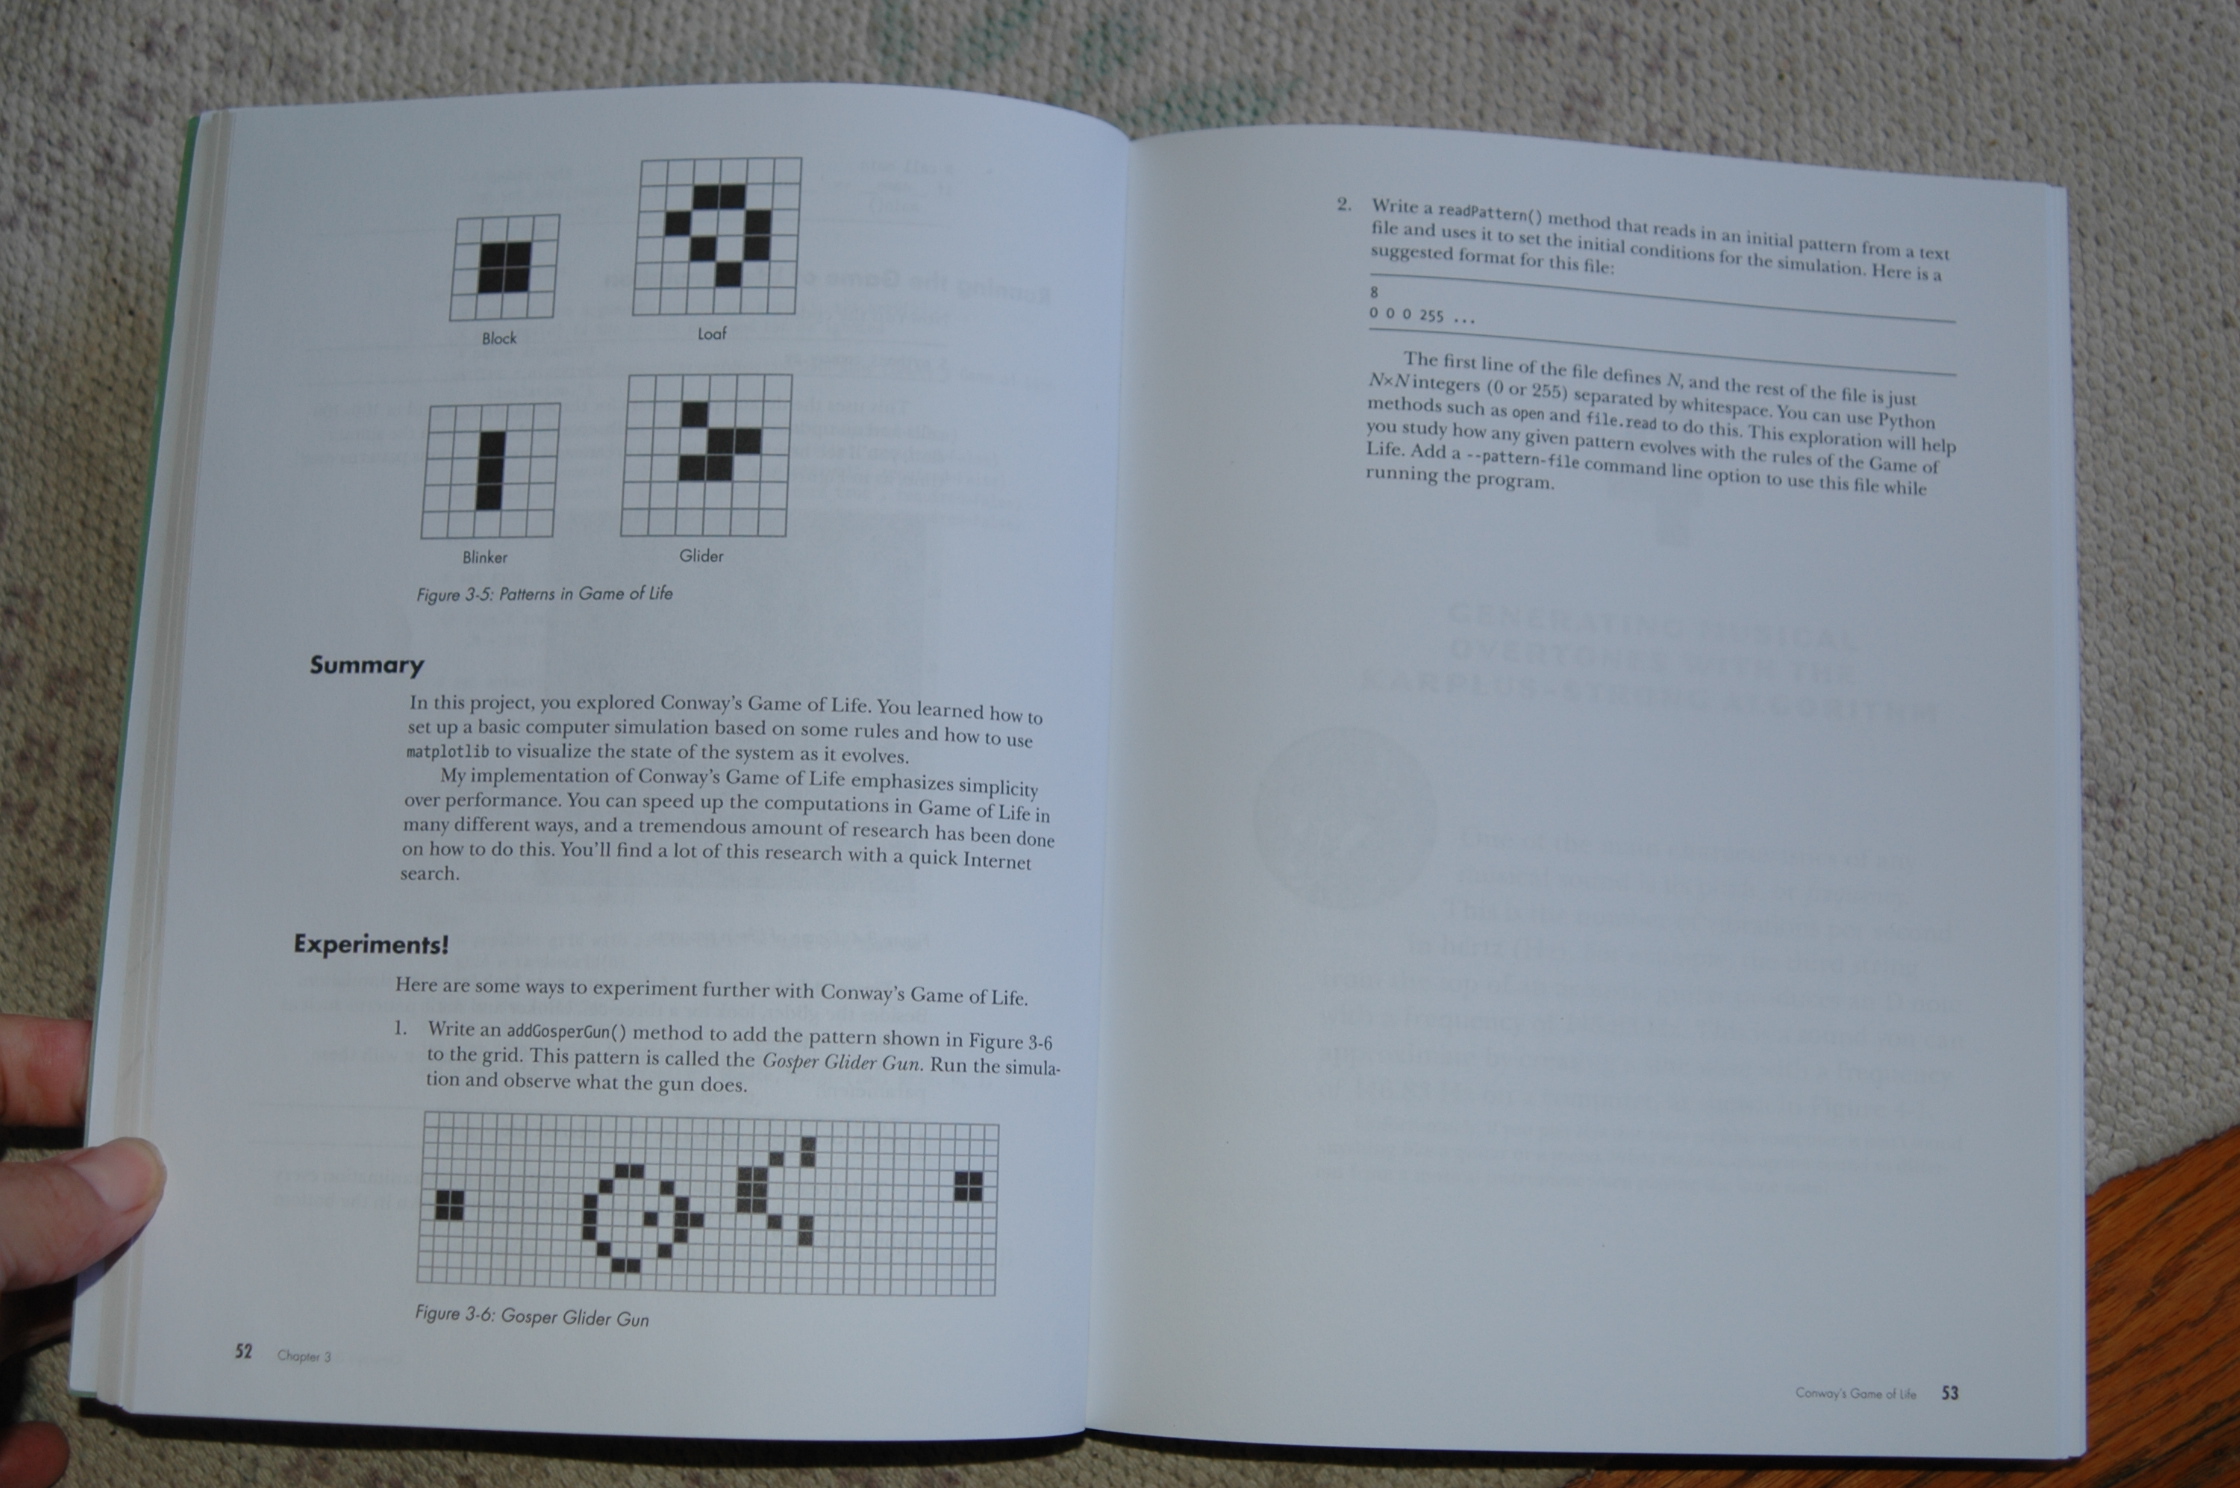 Block
Loaf
Blinker
Glider
Figure 3-5: Patterns in Game of Life
Summary
In this project, you explored Conway's Game of Life. You learned how to
set up a basic computer simulation based on some rules and how to use
matplotlib to visualize the state of the system as it evolves.
My implementation of Conway's Game of Life emphasizes simplicity
over performance. You can speed up the computations in Game of Life in
many different ways, and a tremendous amount of research has been done
on how to do this. You'll find a lot of this research with a quick Internet
search.
Experiments!
Here are some ways to experiment further with Conway's Game of Life.
1. Write an addGosperGun() method to add the pattern shown in Figure 3-6
to the grid. This pattern is called the Gosper Glider Gun. Run the simula-
tion and observe what the gun does.
Figure 3-6: Gosper Glider Gun
52 Chapter 3
2. Write a readPattern() method that reads in an initial pattern from a text
file and uses it to set the initial conditions for the simulation. Here is a
suggested format for this file:
8
0 0 0 255 ...
The first line of the file defines N, and the rest of the file is just
N×N integers (0 or 255) separated by whitespace. You can use Python
methods such as open and file.read to do this. This exploration will help
you study how any given pattern evolves with the rules of the Game of
Life. Add a --pattern-file command line option to use this file while
running the program.
GENERATING MUSICAL
OVERTONES WITH THE
KARPLUS-STRONG ALGORITHM
Conway's Game of Life 53